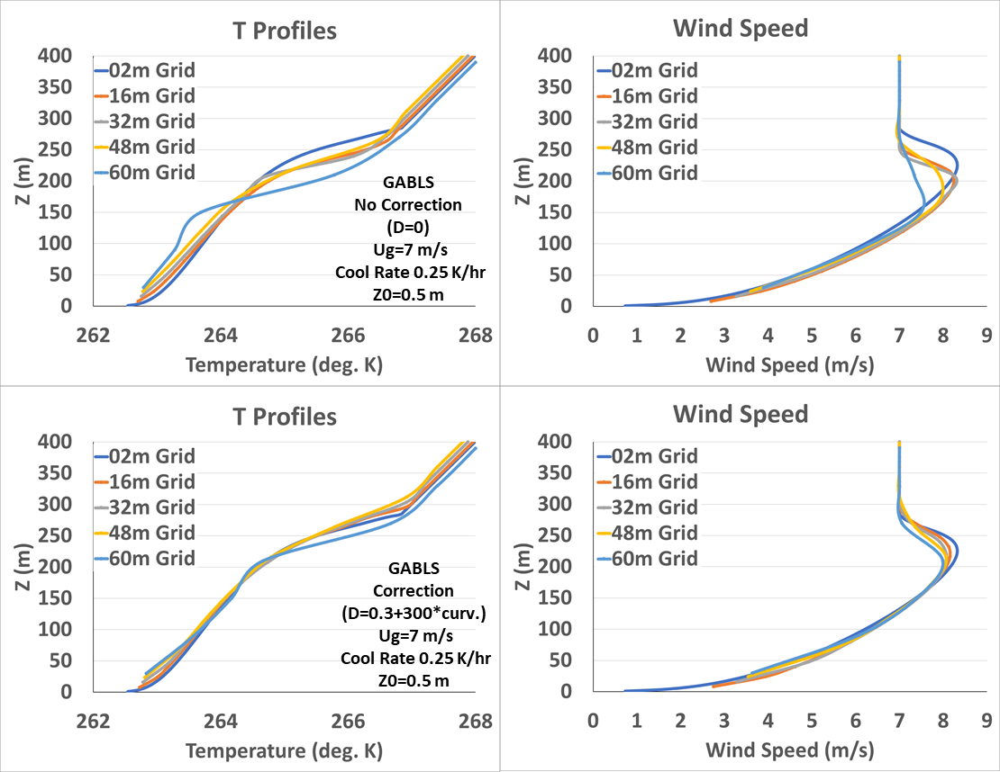 T Profiles
400
350
300
250
200
150
100
50
0
Z (m)
02m Grid
16m Grid
32m Grid
48m Grid
60m Grid
GABLS
No Correction
(D=0)
Ug=7 m/s
Cool Rate 0.25 K/hr
Z0=0.5 m
262 264 266 268
Temperature (deg. K)
Wind Speed
400
350
300
250
200
150
100
50
0
Z (m)
02m Grid
16m Grid
32m Grid
48m Grid
60m Grid
0 1 2 3 4 5 6 7 8 9
Wind Speed (m/s)
T Profiles
400
350
300
250
200
150
100
50
0
Z (m)
02m Grid
16m Grid
32m Grid
48m Grid
60m Grid
GABLS
Correction
(D=0.3+300*curv.)
Ug=7 m/s
Cool Rate 0.25 K/hr
Z0=0.5 m
262 264 266 268
Temperature (deg. K)
Wind Speed
400
350
300
250
200
150
100
50
0
Z (m)
02m Grid
16m Grid
32m Grid
48m Grid
60m Grid
0 1 2 3 4 5 6 7 8 9
Wind Speed (m/s)